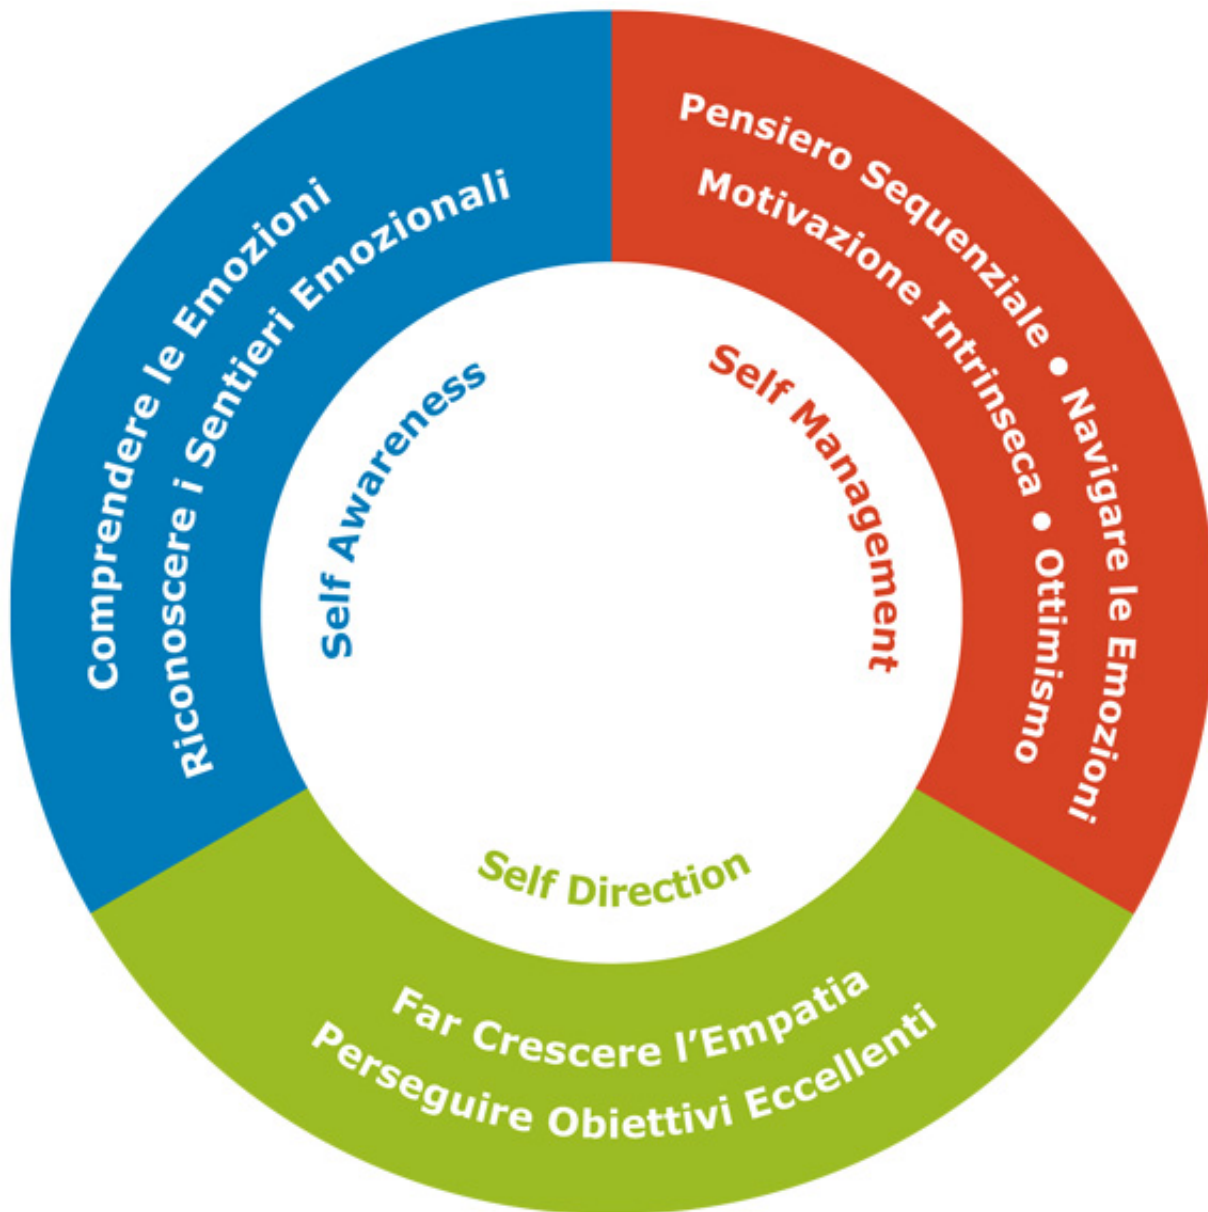 Comprendere le Emozioni
Riconoscere i Sentieri Emozionali
Self Awareness
Pensiero Sequenziale • Navigare le Emozioni
Motivazione Intrinseca • Ottimismo
Self Management
Self Direction
Far Crescere l’Empatia
Perseguire Obiettivi Eccellenti